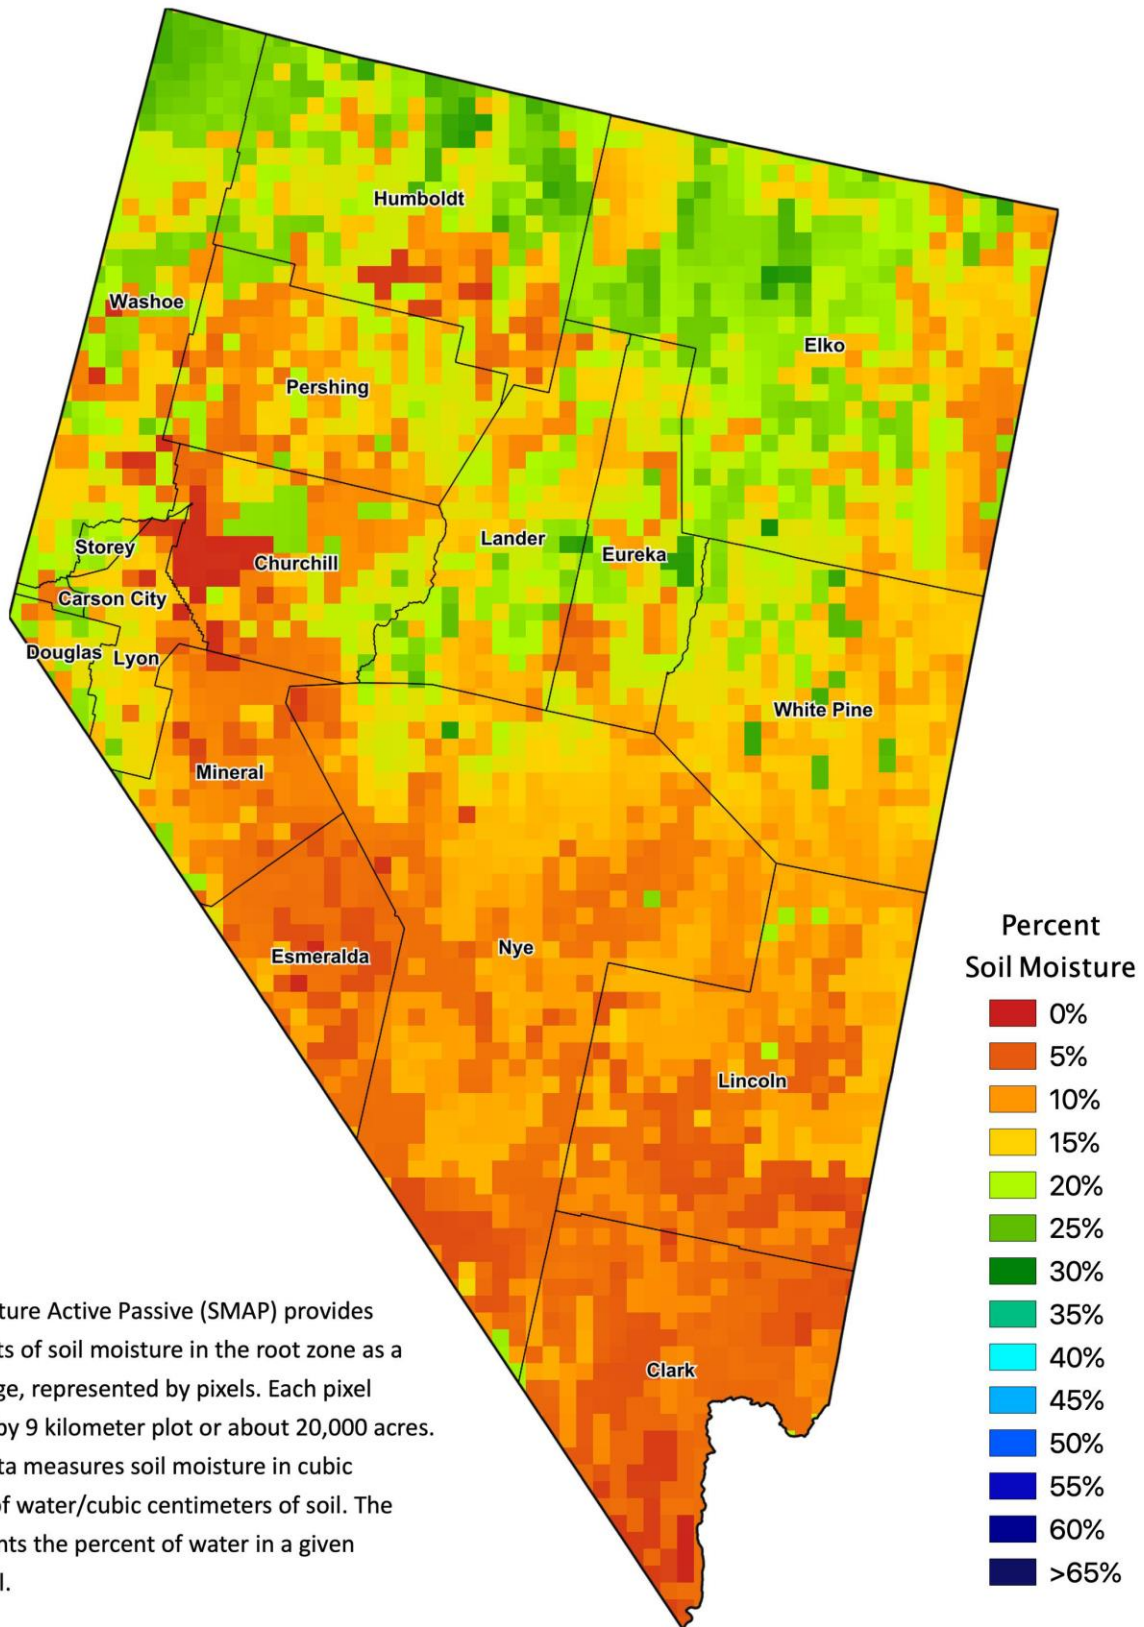 Humboldt
Washoe
Elko
Pershing
Lander
Storey
Eureka
Churchill
Carson City
Douglas
Lyon
White Pine
Mineral
Nye
Esmeralda
Lincoln
Clark
Percent
Soil Moisture
0%
5%
10%
15%
20%
25%
30%
35%
40%
45%
50%
55%
60%
>65%
ture Active Passive (SMAP) provides
ts of soil moisture in the root zone as a
ge, represented by pixels. Each pixel
by 9 kilometer plot or about 20,000 acres.
ta measures soil moisture in cubic
of water/cubic centimeters of soil. The
nts the percent of water in a given
l.